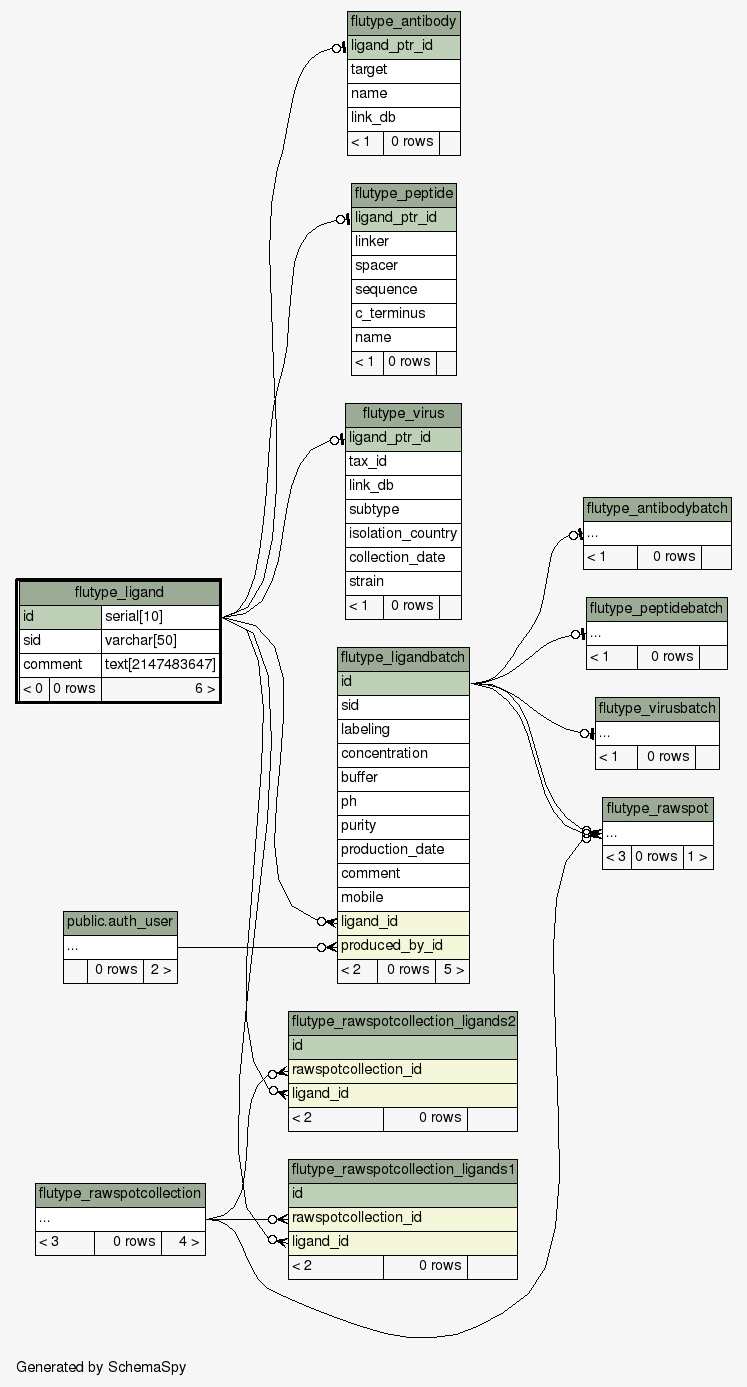 flutype_antibody
ligand_ptr_id
target
name
link_db
< 1 0 rows
flutype_peptide
ligand_ptr_id
linker
spacer
sequence
c_terminus
name
< 1 0 rows
flutype_virus
ligand_ptr_id
tax_id
link_db
subtype
isolation_country
collection_date
strain
< 1 0 rows
flutype_antibodybatch
...
< 1 0 rows
flutype_peptidebatch
...
< 1 0 rows
flutype_virusbatch
...
< 1 0 rows
flutype_rawspot
...
< 3 0 rows 1 >
flutype_ligand
id serial[10]
sid varchar[50]
comment text[2147483647]
< 0 0 rows 6 >
flutype_ligandbatch
id
sid
labeling
concentration
buffer
ph
purity
production_date
comment
mobile
ligand_id
produced_by_id
< 2 0 rows 5 >
public.auth_user
...
0 rows 2 >
flutype_rawspotcollection_ligands2
id
rawspotcollection_id
ligand_id
< 2 0 rows
flutype_rawspotcollection_ligands1
id
rawspotcollection_id
ligand_id
< 2 0 rows
flutype_rawspotcollection
...
< 3 0 rows 4 >
Generated by SchemaSpy